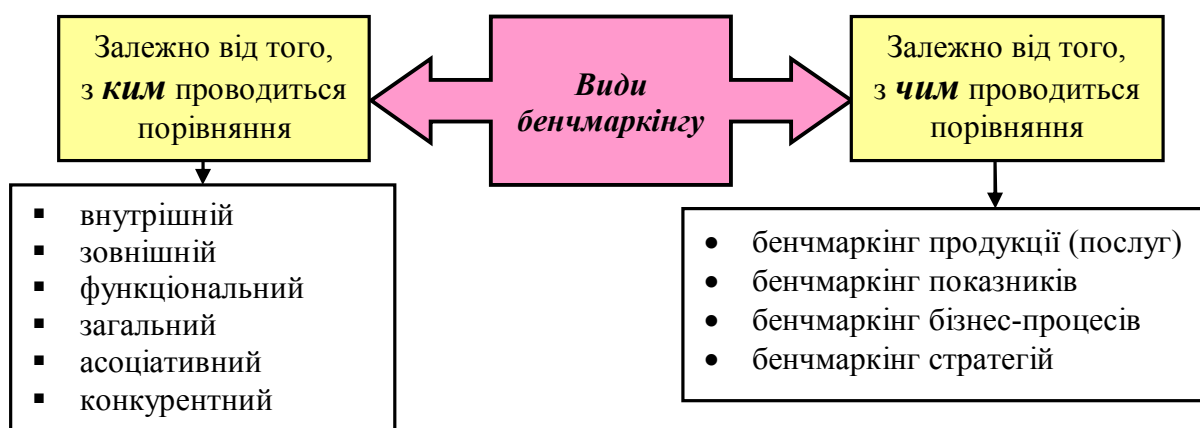 Залежно від того,
з ким проводиться
порівняння
Види
бенчмаркінгу
Залежно від того,
з чим проводиться
порівняння
▪ внутрішній
▪ зовнішній
▪ функціональний
▪ загальний
▪ асоціативний
▪ конкурентний
• бенчмаркінг продукції (послуг)
• бенчмаркінг показників
• бенчмаркінг бізнес-процесів
• бенчмаркінг стратегій